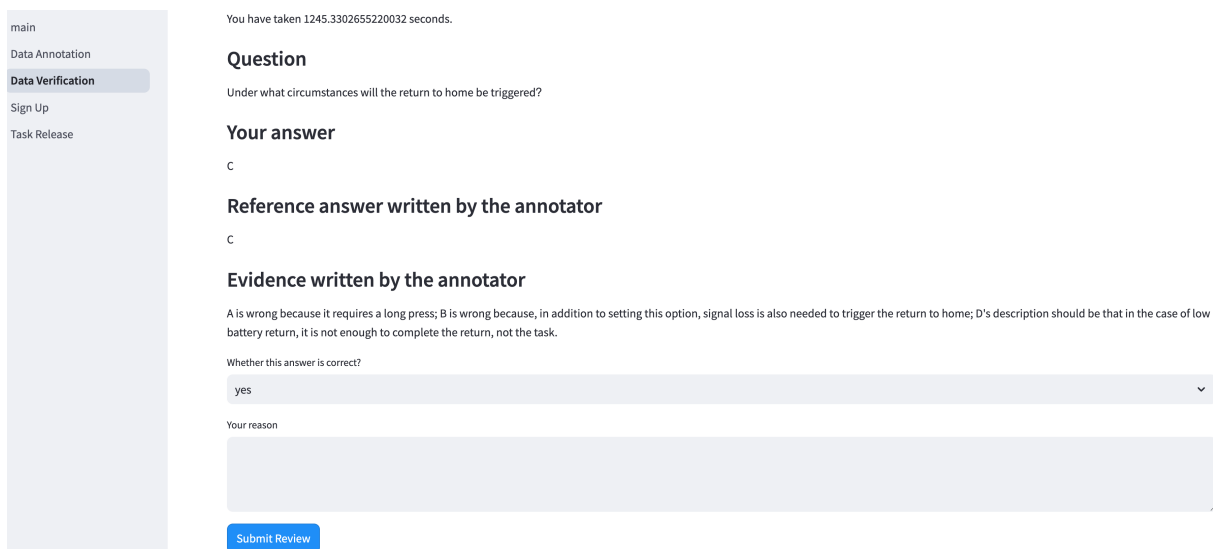 main
Data Annotation
Data Verification
Sign Up
Task Release
You have taken 1245.3302655220032 seconds.
Question
Under what circumstances will the return to home be triggered?
Your answer
C
Reference answer written by the annotator
C
Evidence written by the annotator
A is wrong because it requires a long press; B is wrong because, in addition to setting this option, signal loss is also needed to trigger the return to home; D's description should be that in the case of low
battery return, it is not enough to complete the return, not the task.
Whether this answer is correct?
yes
Your reason
Submit Review